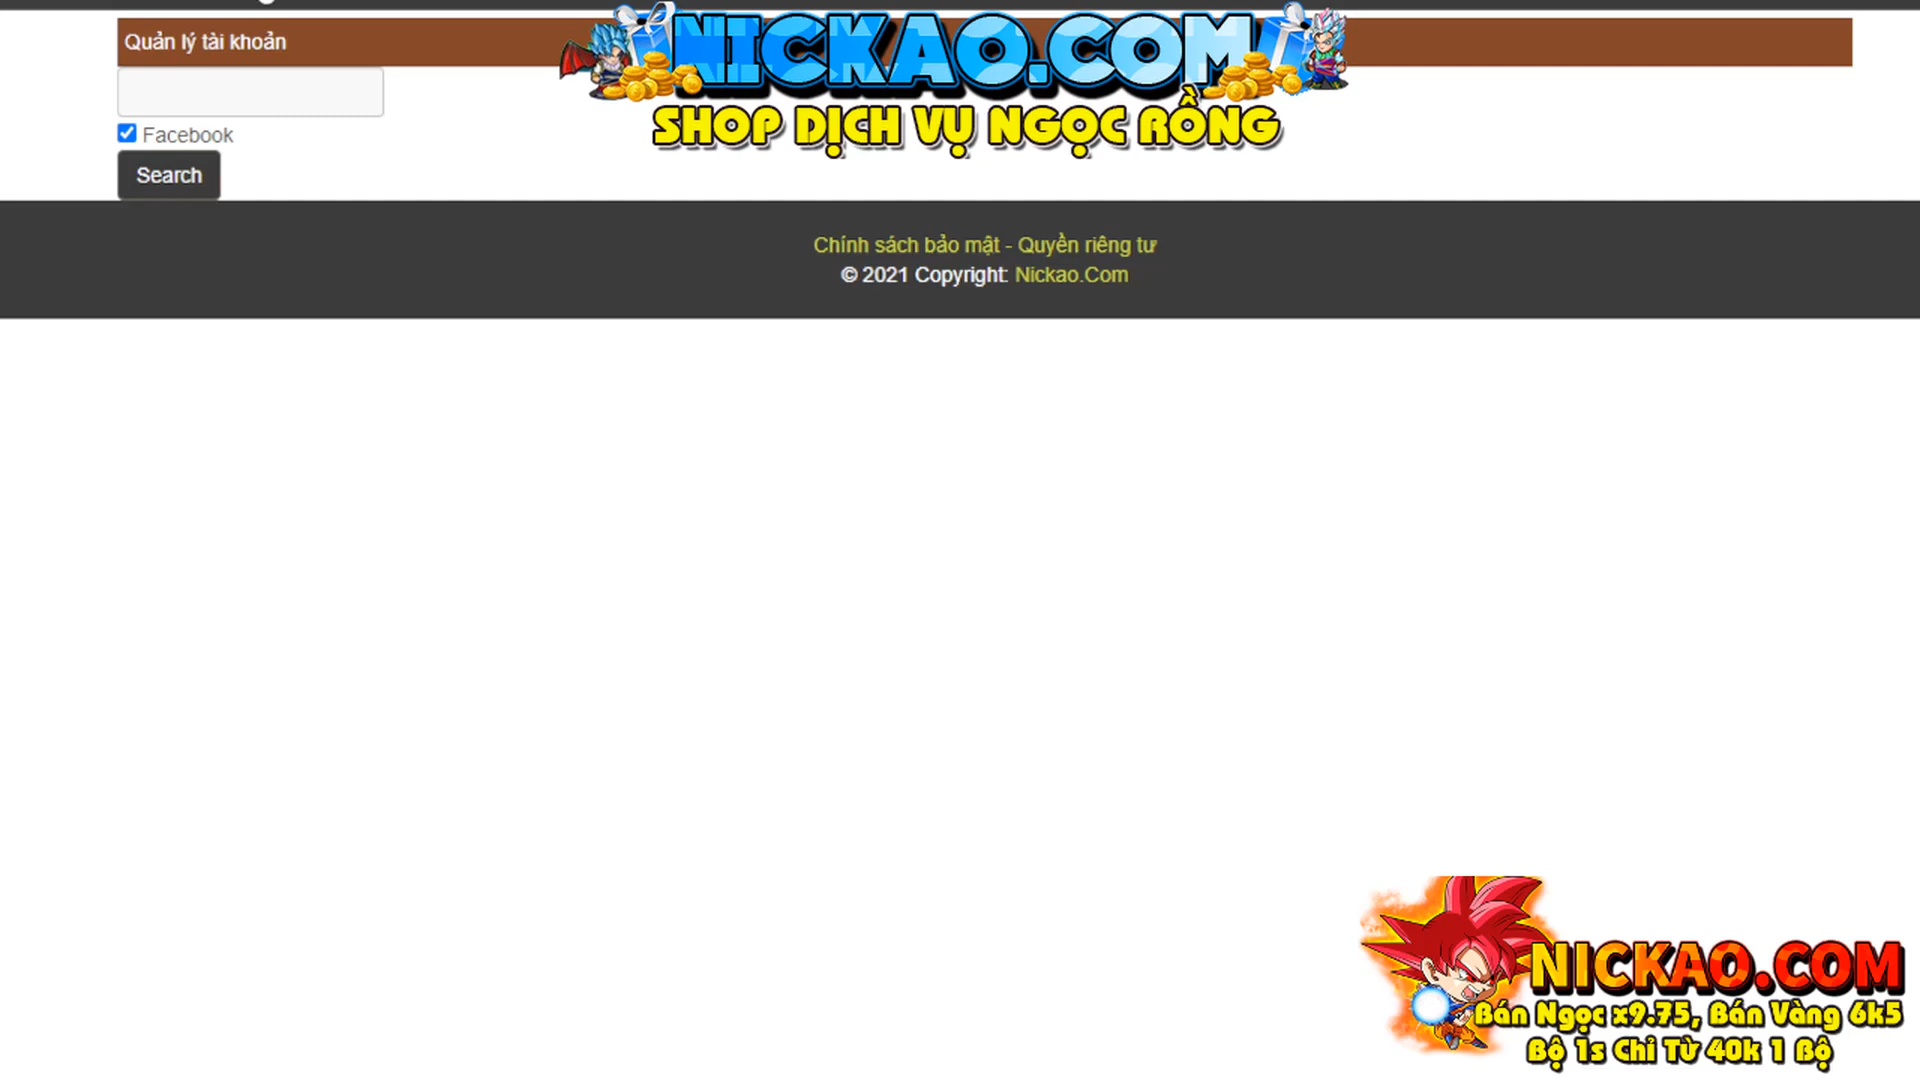 Quản lý tài khoản
NICKAO.COM
SHOP DỊCH VỤ NGỌC RỒNG
Facebook
Search
Chính sách bảo mật - Quyền riêng tư
© 2021 Copyright: Nickao.Com
NICKAO.COM
Bán Ngọc x9.75, Bán Vàng 6k5
Bộ 1s Chỉ Từ 40k 1 Bộ